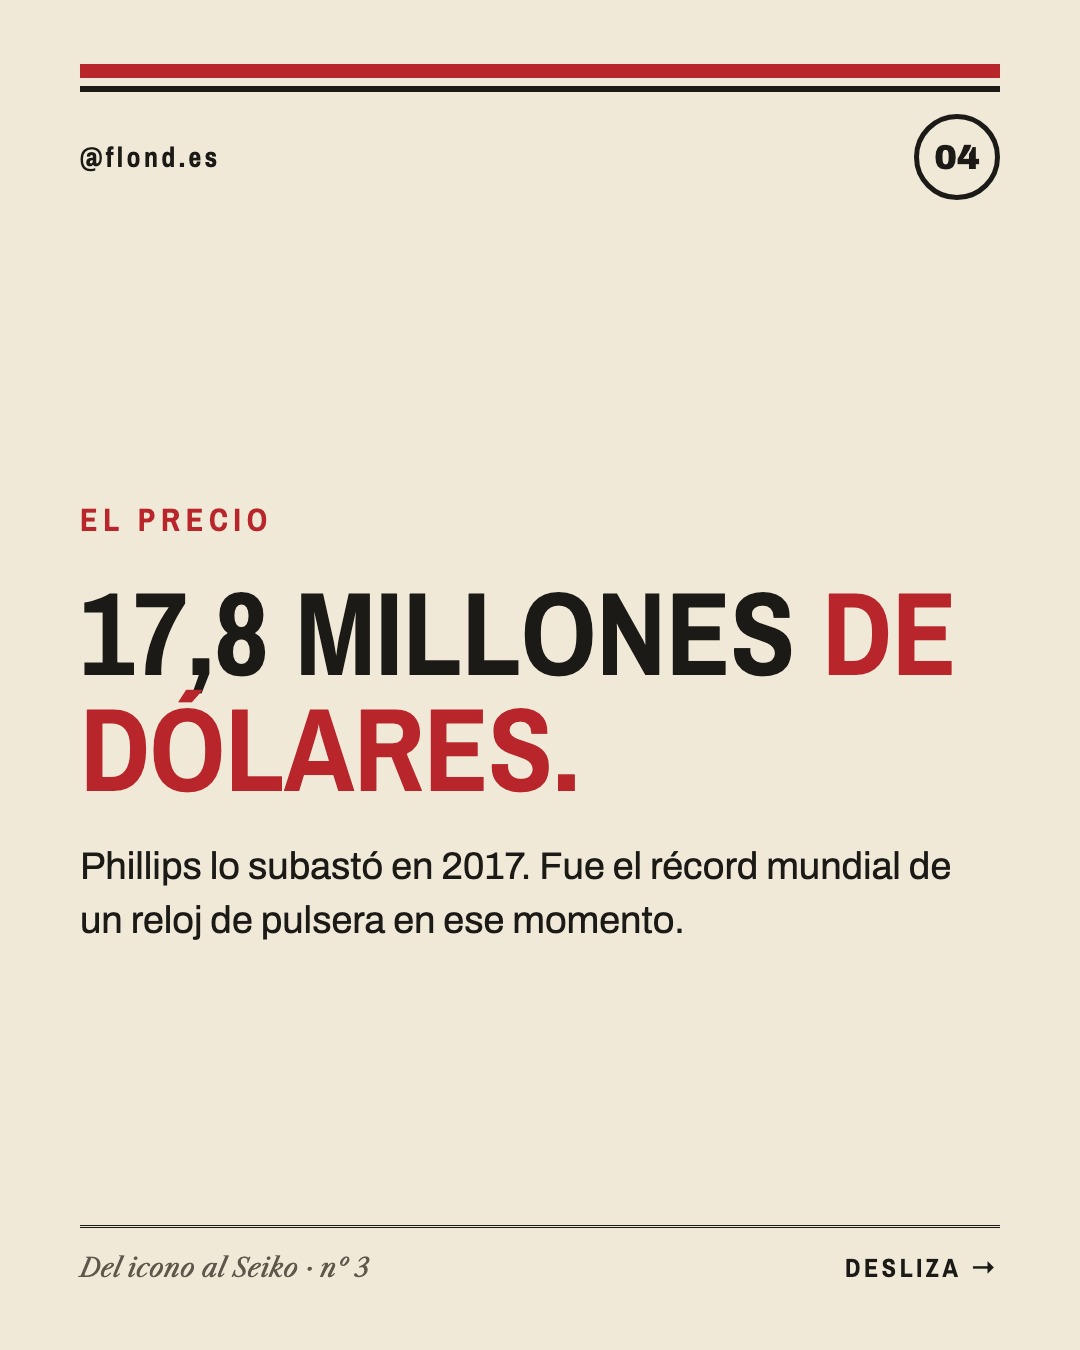 @flond.es
04
EL PRECIO
17,8 MILLONES DE
DÓLARES.
Phillips lo subastó en 2017. Fue el récord mundial de
un reloj de pulsera en ese momento.
Del icono al Seiko · nº 3
DESLIZA →